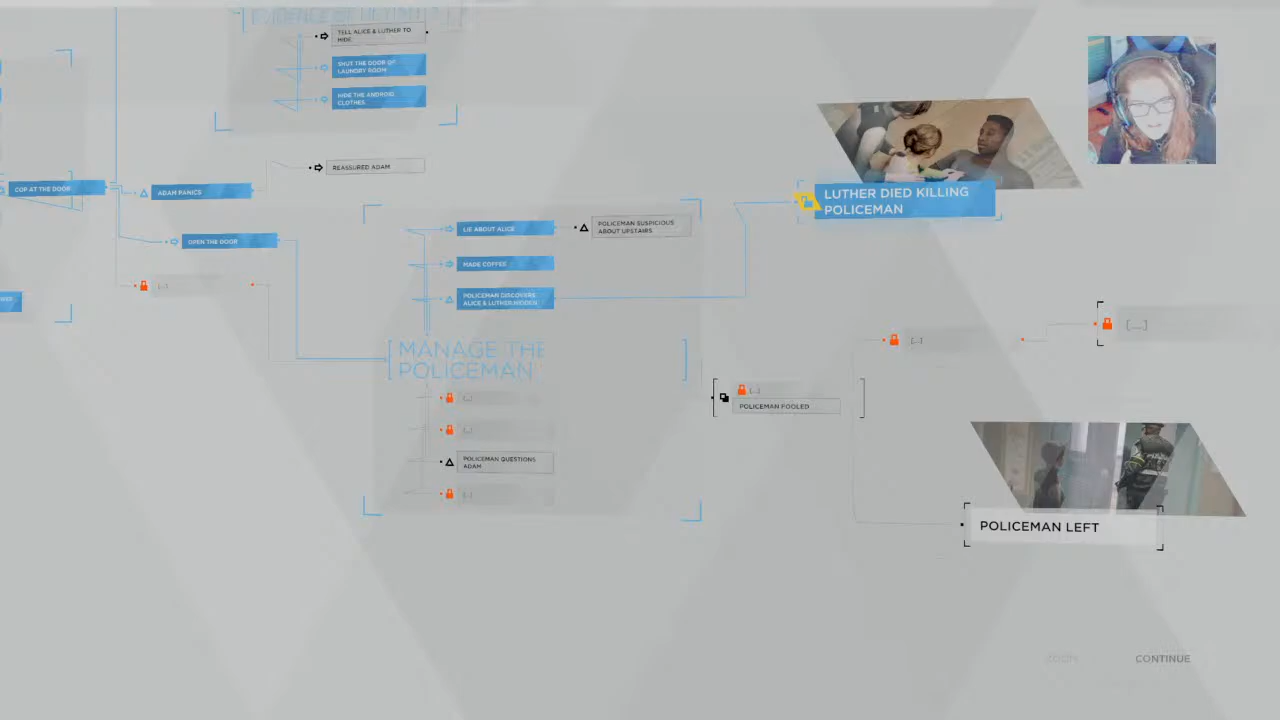 TELL ALICE & LUTHER TO
HIDE
SHUT THE DOOR OF
LAUNDRY ROOM
HIDE THE ANDROID
CLOTHES
REASSURED ADAM
COP AT THE DOOR
ADAM PANICS
OPEN THE DOOR
[...]
LIE ABOUT ALICE
POLICEMAN SUSPICIOUS
ABOUT UPSTAIRS
MADE COFFEE
POLICEMAN DISCOVERS
ALICE & LUTHER HIDDEN
LUTHER DIED KILLING
POLICEMAN
MANAGE THE
POLICEMAN
[...]
[...]
POLICEMAN QUESTIONS
ADAM
[...]
[...]
POLICEMAN FOOLED
[...]
[....]
POLICEMAN LEFT
ZOOM
CONTINUE